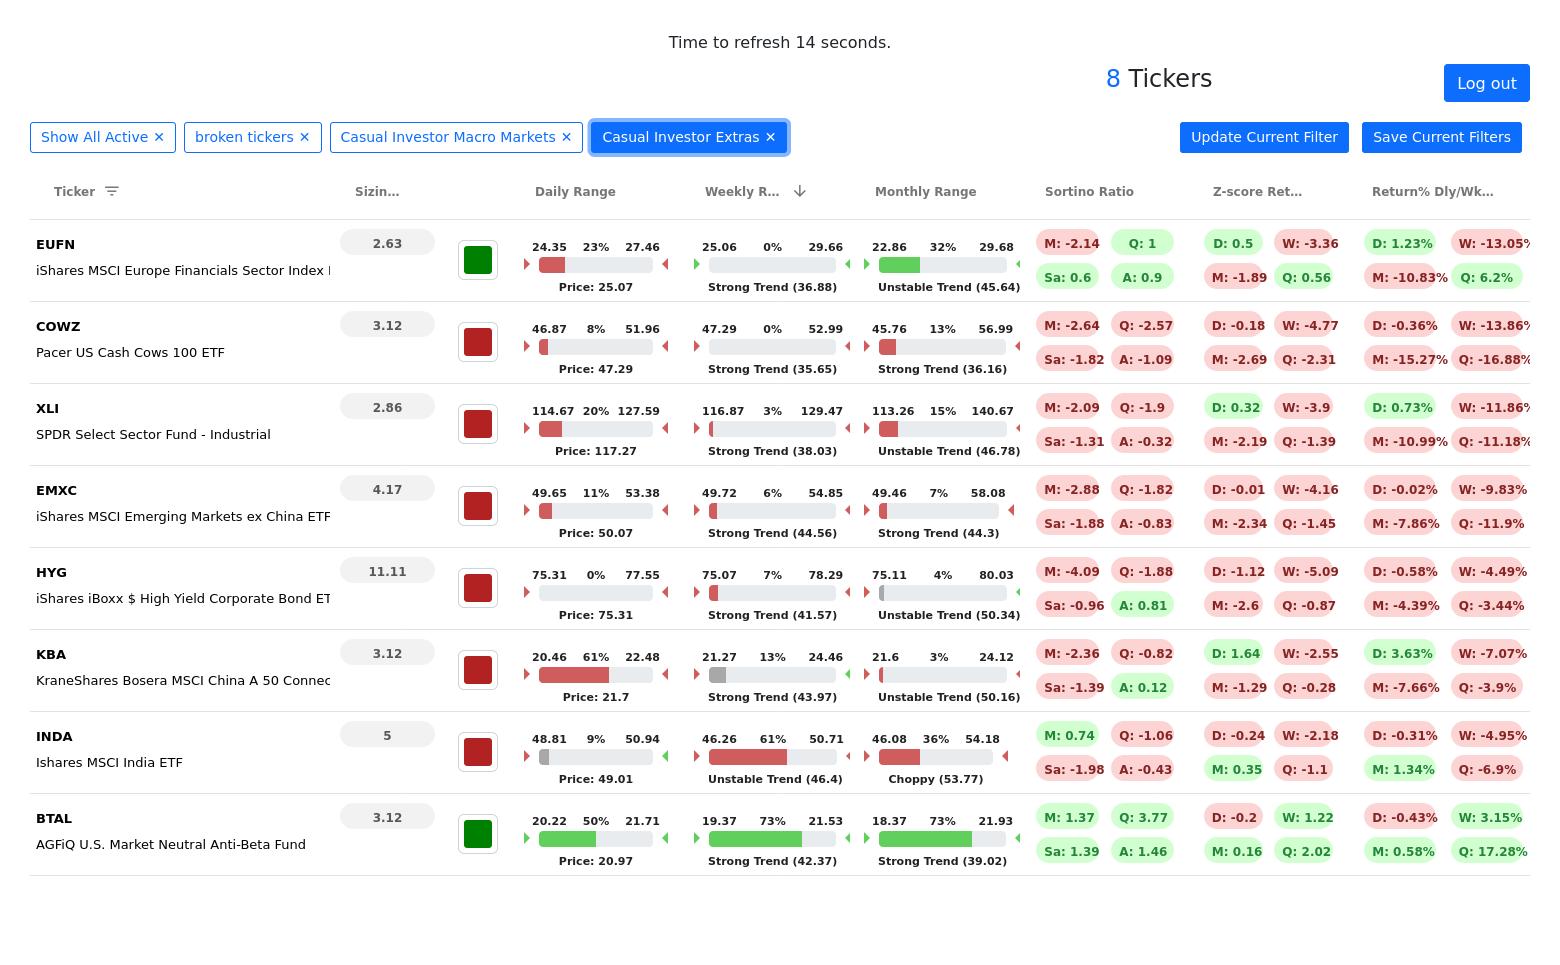 Time to refresh 14 seconds.
8 Tickers
Log out
Show All Active ✕ broken tickers ✕ Casual Investor Macro Markets ✕ Casual Investor Extras ✕ Update Current Filter Save Current Filters
Ticker Sizin... Daily Range Weekly R... Monthly Range Sortino Ratio Z-score Ret... Return% Dly/Wk...
EUFN 2.63 24.35 23% 27.46 25.06 0% 29.66 22.86 32% 29.68 M: -2.14 Q: 1 D: 0.5 W: -3.36 D: 1.23% W: -13.05%
iShares MSCI Europe Financials Sector Index Sa: 0.6 A: 0.9 M: -1.89 Q: 0.56 M: -10.83% Q: 6.2%
Price: 25.07 Strong Trend (36.88) Unstable Trend (45.64)
COWZ 3.12 46.87 8% 51.96 47.29 0% 52.99 45.76 13% 56.99 M: -2.64 Q: -2.57 D: -0.18 W: -4.77 D: -0.36% W: -13.86%
Pacer US Cash Cows 100 ETF Sa: -1.82 A: -1.09 M: -2.69 Q: -2.31 M: -15.27% Q: -16.88%
Price: 47.29 Strong Trend (35.65) Strong Trend (36.16)
XLI 2.86 114.67 20% 127.59 116.87 3% 129.47 113.26 15% 140.67 M: -2.09 Q: -1.9 D: 0.32 W: -3.9 D: 0.73% W: -11.86%
SPDR Select Sector Fund - Industrial Sa: -1.31 A: -0.32 M: -2.19 Q: -1.39 M: -10.99% Q: -11.18%
Price: 117.27 Strong Trend (38.03) Unstable Trend (46.78)
EMXC 4.17 49.65 11% 53.38 49.72 6% 54.85 49.46 7% 58.08 M: -2.88 Q: -1.82 D: -0.01 W: -4.16 D: -0.02% W: -9.83%
iShares MSCI Emerging Markets ex China ETF Sa: -1.88 A: -0.83 M: -2.34 Q: -1.45 M: -7.86% Q: -11.9%
Price: 50.07 Strong Trend (44.56) Strong Trend (44.3)
HYG 11.11 75.31 0% 77.55 75.07 7% 78.29 75.11 4% 80.03 M: -4.09 Q: -1.88 D: -1.12 W: -5.09 D: -0.58% W: -4.49%
iShares iBoxx $ High Yield Corporate Bond ET Sa: -0.96 A: 0.81 M: -2.6 Q: -0.87 M: -4.39% Q: -3.44%
Price: 75.31 Strong Trend (41.57) Unstable Trend (50.34)
KBA 3.12 20.46 61% 22.48 21.27 13% 24.46 21.6 3% 24.12 M: -2.36 Q: -0.82 D: 1.64 W: -2.55 D: 3.63% W: -7.07%
KraneShares Bosera MSCI China A 50 Connec Sa: -1.39 A: 0.12 M: -1.29 Q: -0.28 M: -7.66% Q: -3.9%
Price: 21.7 Strong Trend (43.97) Unstable Trend (50.16)
INDA 5 48.81 9% 50.94 46.26 61% 50.71 46.08 36% 54.18 M: 0.74 Q: -1.06 D: -0.24 W: -2.18 D: -0.31% W: -4.95%
Ishares MSCI India ETF Sa: -1.98 A: -0.43 M: 0.35 Q: -1.1 M: 1.34% Q: -6.9%
Price: 49.01 Unstable Trend (46.4) Choppy (53.77)
BTAL 3.12 20.22 50% 21.71 19.37 73% 21.53 18.37 73% 21.93 M: 1.37 Q: 3.77 D: -0.2 W: 1.22 D: -0.43% W: 3.15%
AGFiQ U.S. Market Neutral Anti-Beta Fund Sa: 1.39 A: 1.46 M: 0.16 Q: 2.02 M: 0.58% Q: 17.28%
Price: 20.97 Strong Trend (42.37) Strong Trend (39.02)